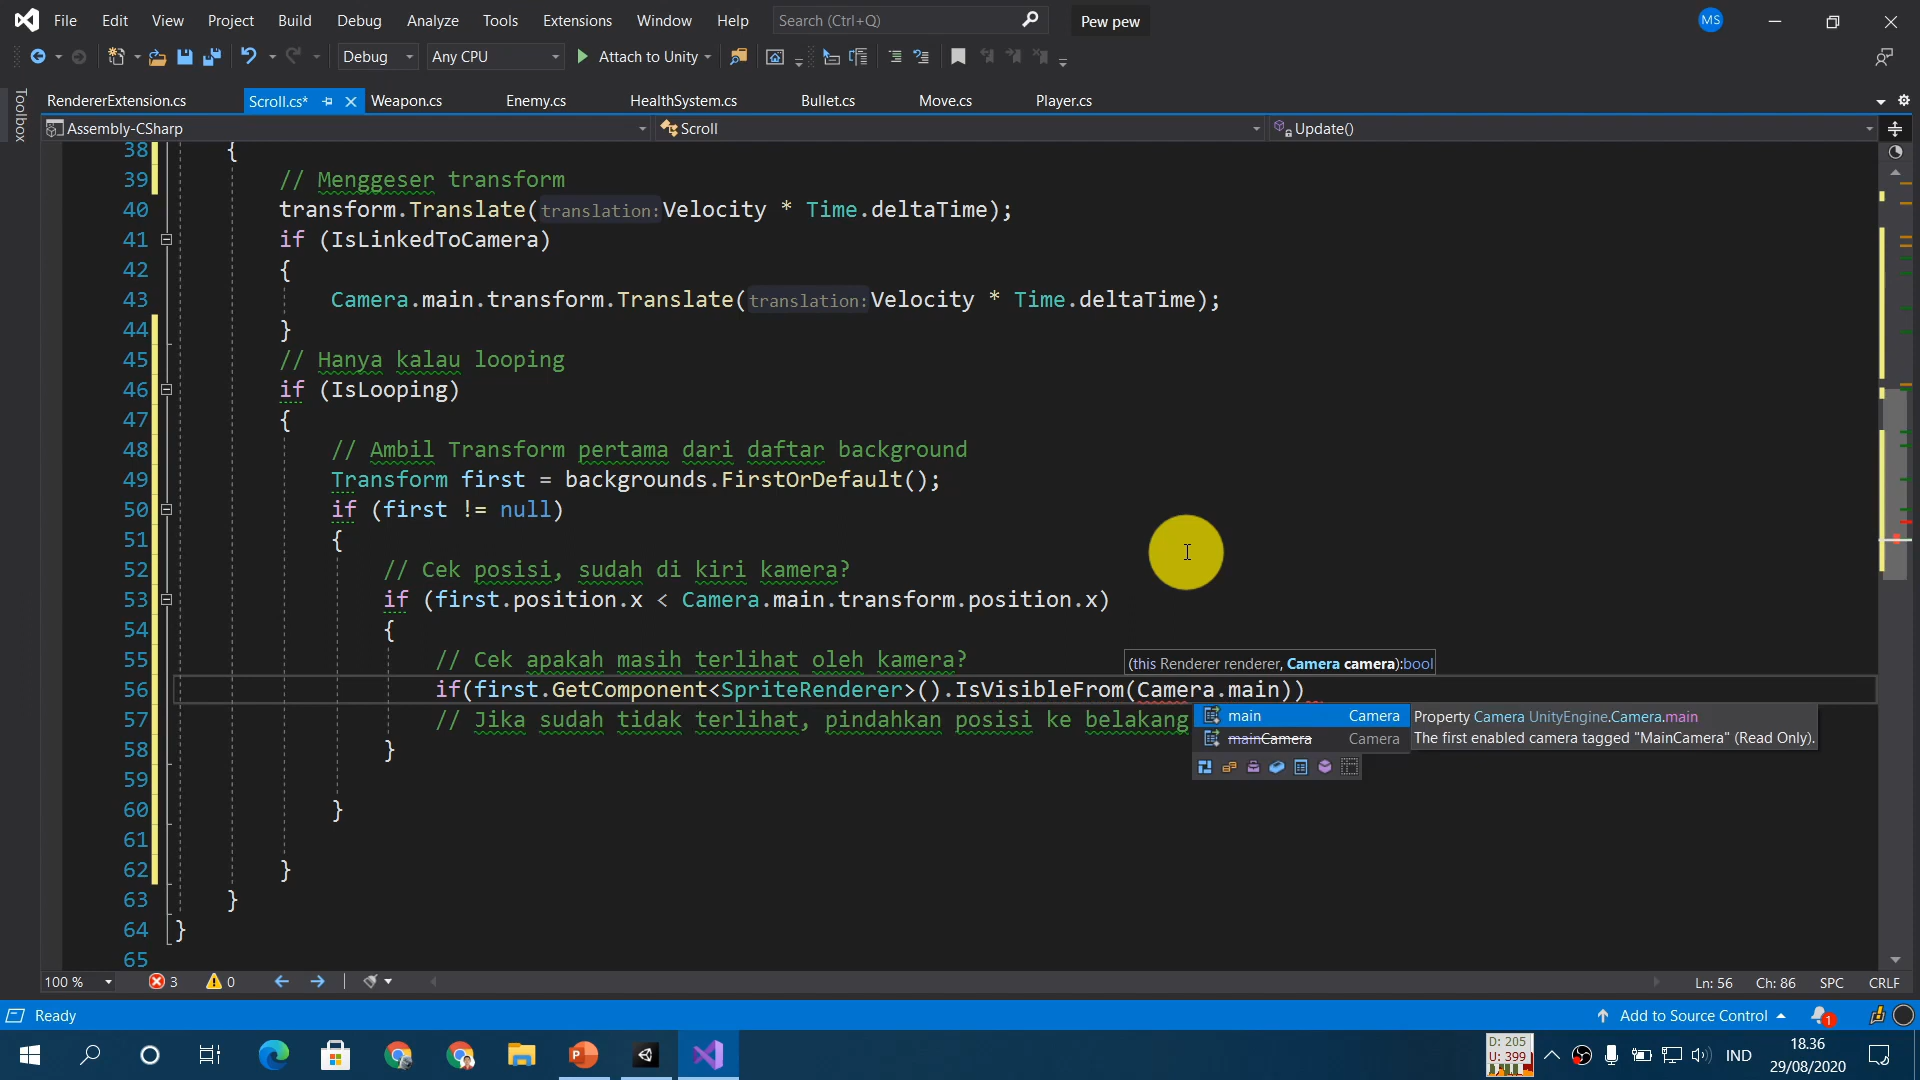 File Edit View Project Build Debug Analyze Tools Extensions Window Help Search (Ctrl+Q) Pew pew MS
Debug Any CPU Attach to Unity
Toolbox
RendererExtension.cs Scroll.cs* Weapon.cs Enemy.cs HealthSystem.cs Bullet.cs Move.cs Player.cs
Assembly-CSharp Scroll Update()
38 {
39 // Menggeser transform
40 transform.Translate(translation:Velocity * Time.deltaTime);
41 if (IsLinkedToCamera)
42 {
43 Camera.main.transform.Translate(translation:Velocity * Time.deltaTime);
44 }
45 // Hanya kalau looping
46 if (IsLooping)
47 {
48 // Ambil Transform pertama dari daftar background
49 Transform first = backgrounds.FirstOrDefault();
50 if (first != null)
51 {
52 // Cek posisi, sudah di kiri kamera?
53 if (first.position.x < Camera.main.transform.position.x)
54 {
55 // Cek apakah masih terlihat oleh kamera?
(this Renderer renderer, Camera camera):bool
56 if(first.GetComponent<SpriteRenderer>().IsVisibleFrom(Camera.main))
57 // Jika sudah tidak terlihat, pindahkan posisi ke belakang
main Camera Property Camera UnityEngine.Camera.main
mainCamera Camera The first enabled camera tagged "MainCamera" (Read Only).
58 }
59
60 }
61
62 }
63 }
64 }
65
100 % 3 0 Ln: 56 Ch: 86 SPC CRLF
Ready Add to Source Control 1
D: 205
U: 399
IND
18.36
29/08/2020